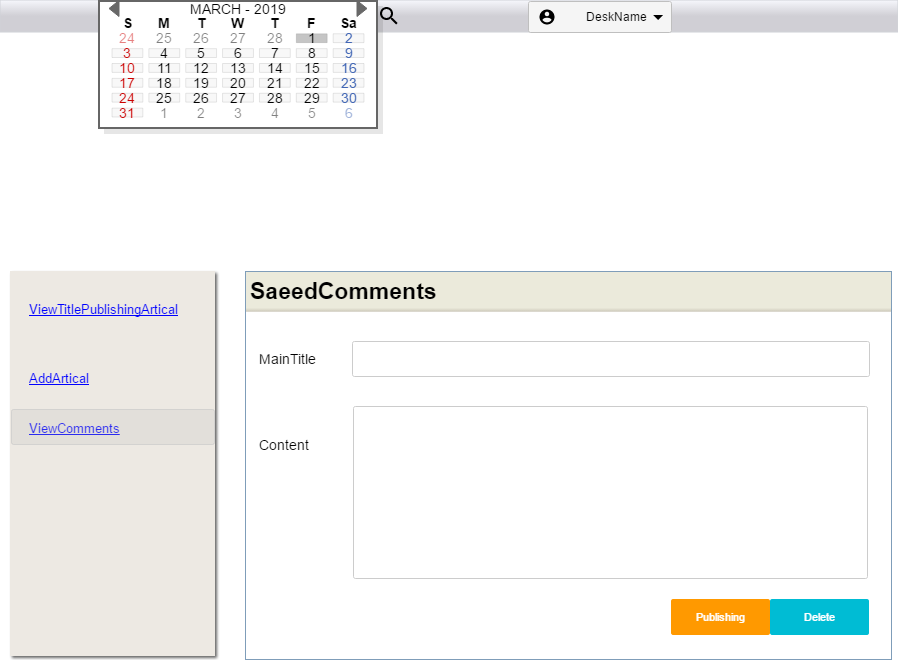 MARCH - 2019
S M T W T F Sa
24 25 26 27 28 1 2
3 4 5 6 7 8 9
10 11 12 13 14 15 16
17 18 19 20 21 22 23
24 25 26 27 28 29 30
31 1 2 3 4 5 6
DeskName
ViewTitlePublishingArtical
AddArtical
ViewComments
SaeedComments
MainTitle
Content
Publishing Delete